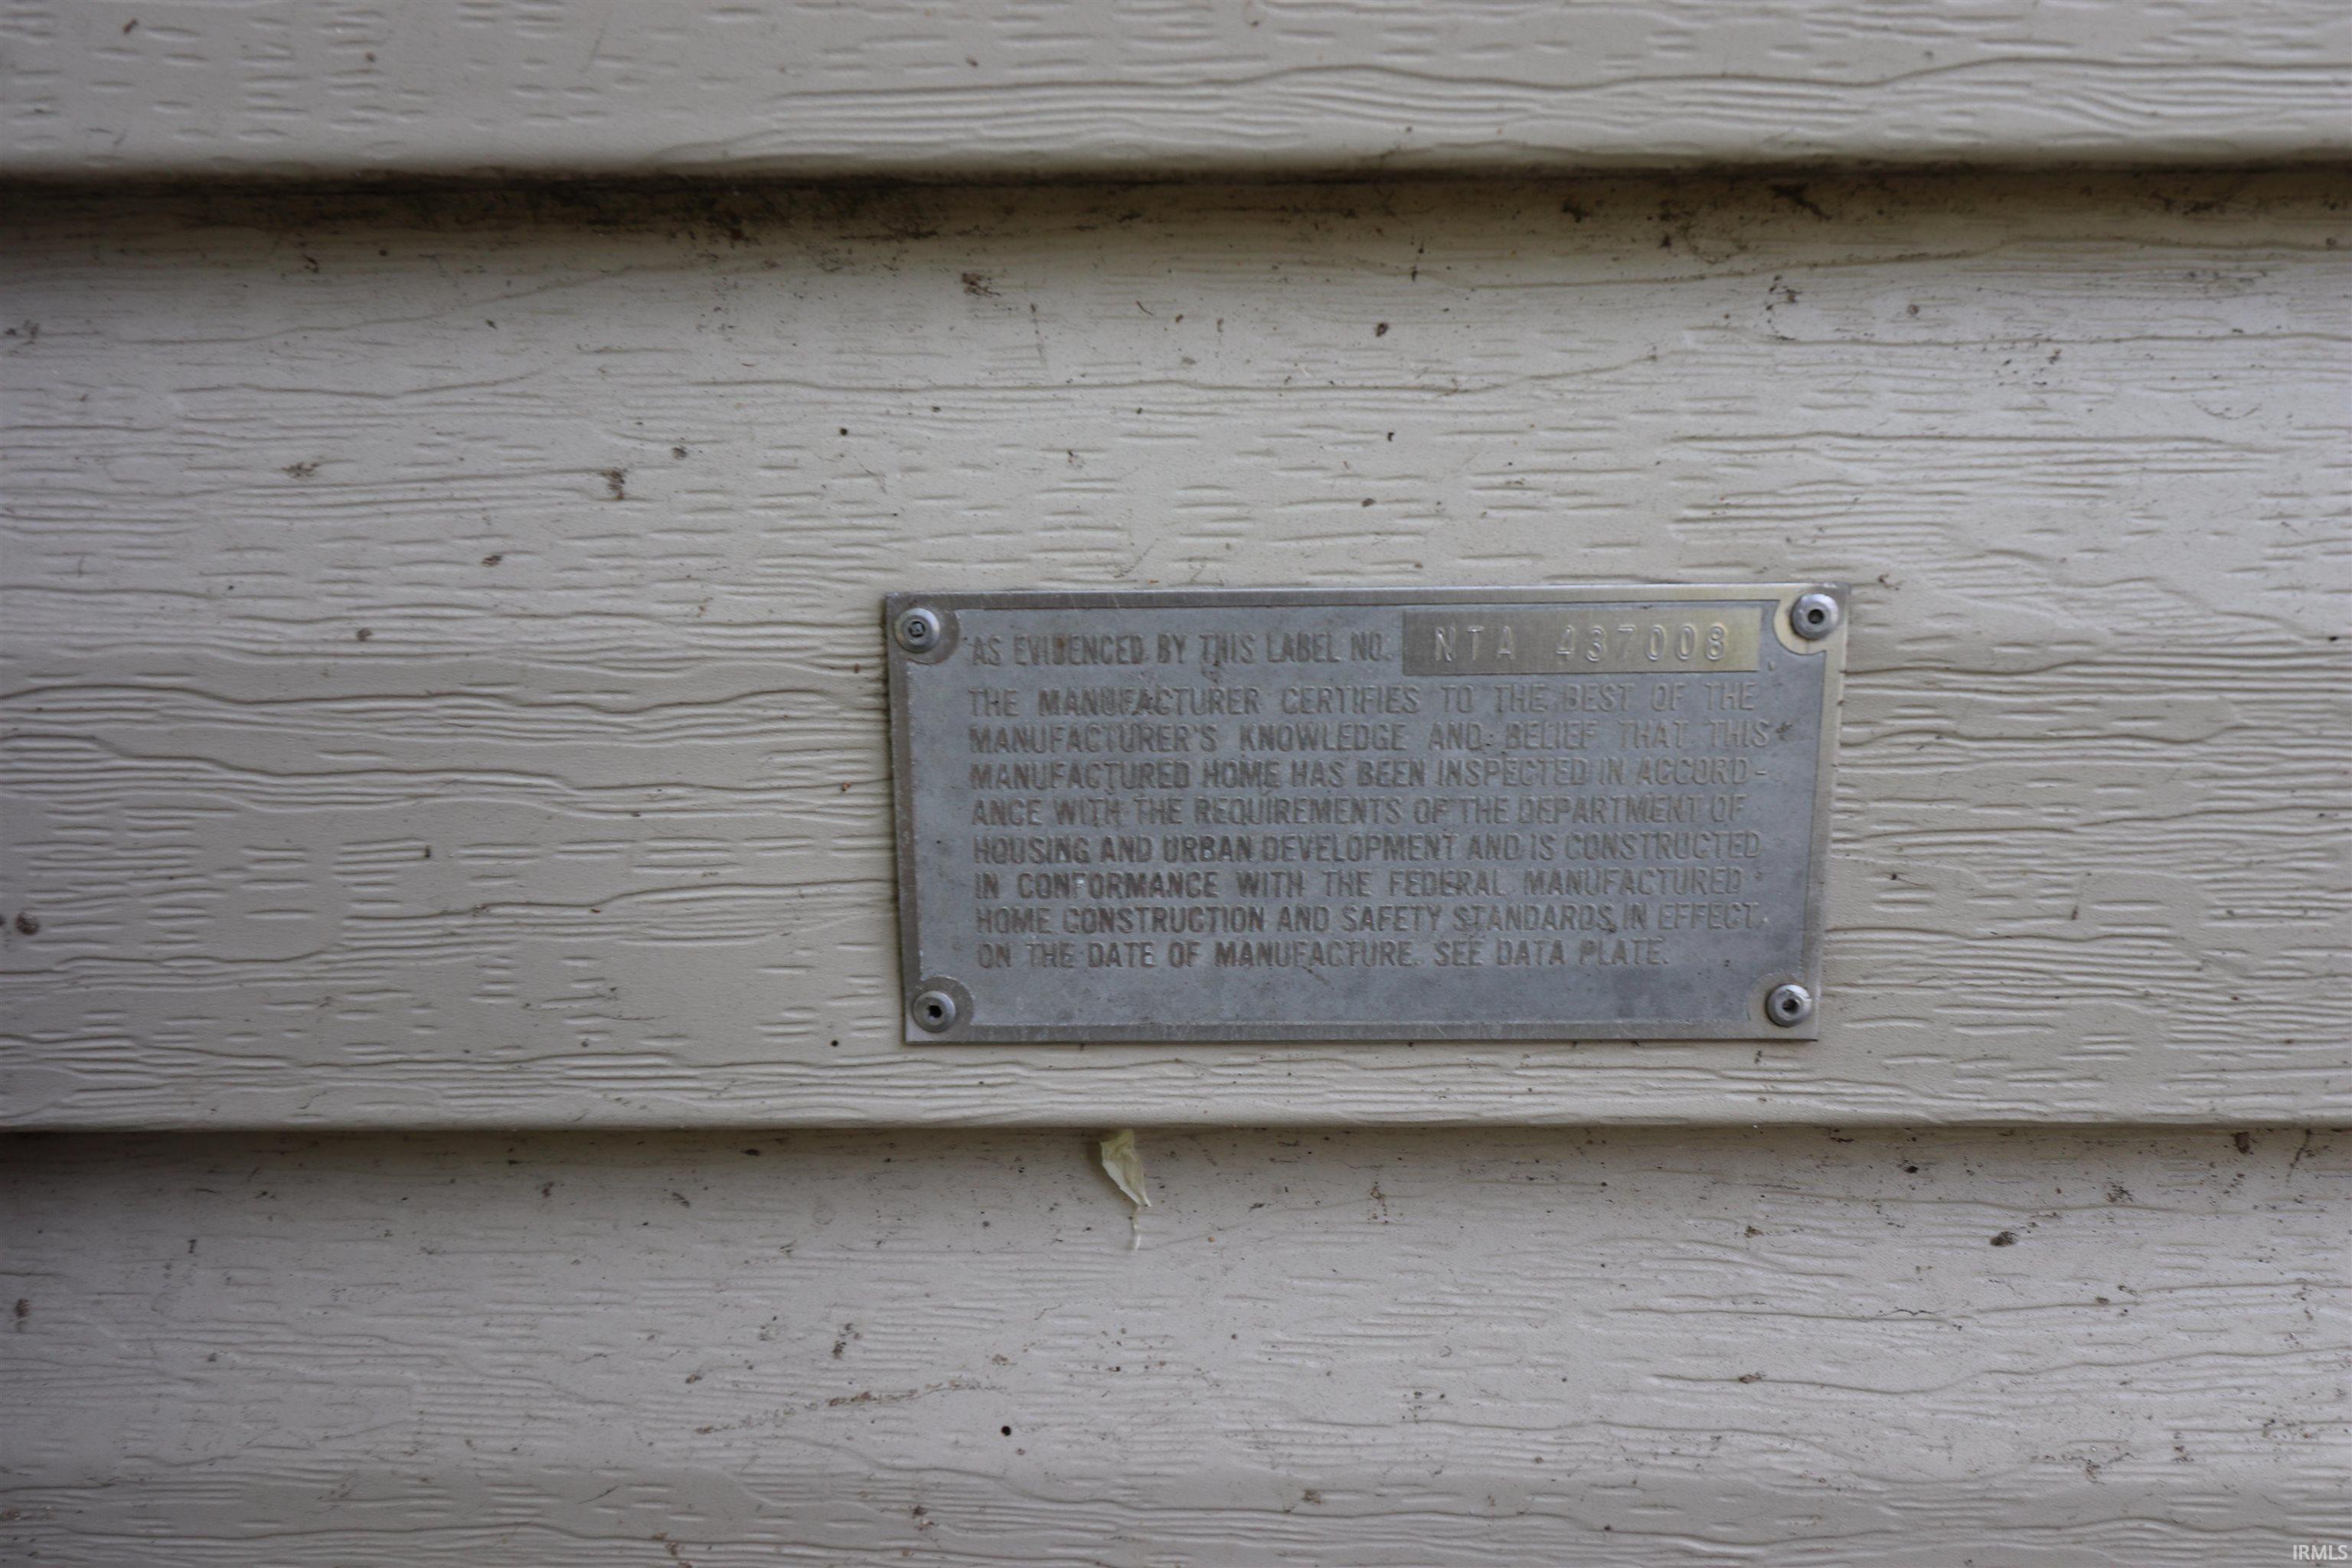 AS EVIDENCED BY THIS LABEL NO. NTA 437008
THE MANUFACTURER CERTIFIES TO THE BEST OF THE
MANUFACTURER'S KNOWLEDGE AND BELIEF THAT THIS
MANUFACTURED HOME HAS BEEN INSPECTED IN ACCORD-
ANCE WITH THE REQUIREMENTS OF THE DEPARTMENT OF
HOUSING AND URBAN DEVELOPMENT AND IS CONSTRUCTED
IN CONFORMANCE WITH THE FEDERAL MANUFACTURED
HOME CONSTRUCTION AND SAFETY STANDARDS IN EFFECT
ON THE DATE OF MANUFACTURE. SEE DATA PLATE.
IRMLS